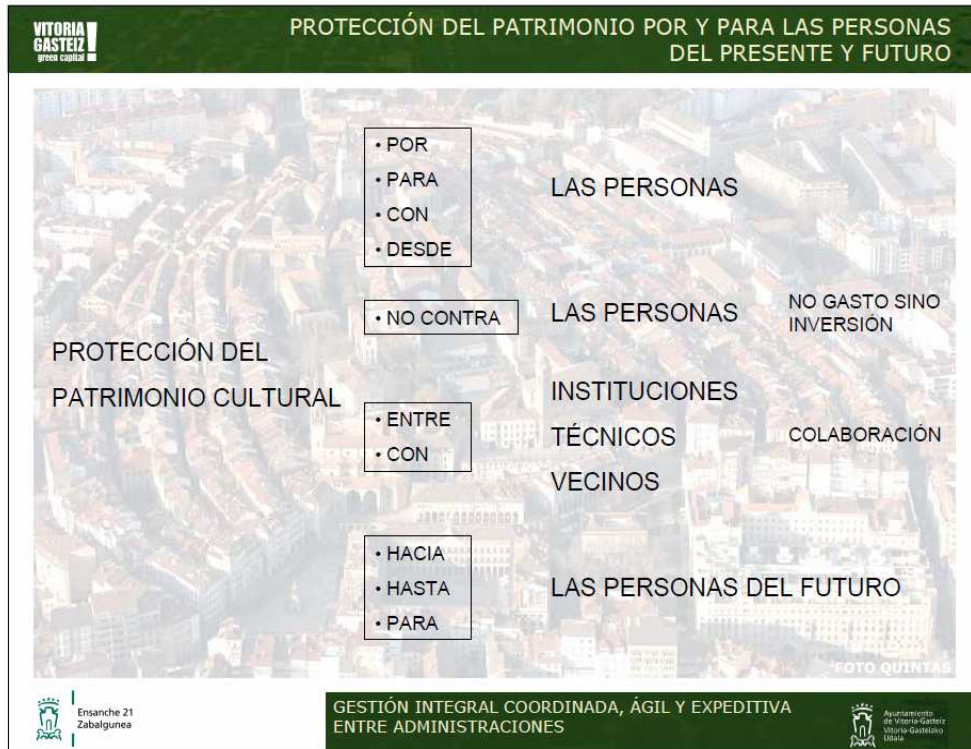 VITORIA
GASTEIZ
green capital
PROTECCIÓN DEL PATRIMONIO POR Y PARA LAS PERSONAS
DEL PRESENTE Y FUTURO
PROTECCIÓN DEL
PATRIMONIO CULTURAL
• POR
• PARA
• CON
• DESDE
LAS PERSONAS
• NO CONTRA
LAS PERSONAS
NO GASTO SINO
INVERSIÓN
• ENTRE
• CON
INSTITUCIONES
TÉCNICOS
VECINOS
COLABORACIÓN
• HACIA
• HASTA
• PARA
LAS PERSONAS DEL FUTURO
FOTO QUINTAS
Ensanche 21
Zabalgunea
GESTIÓN INTEGRAL COORDINADA, ÁGIL Y EXPEDITIVA
ENTRE ADMINISTRACIONES
Ayuntamiento
de Vitoria-Gasteiz
Vitoria-Gasteizko
Udala